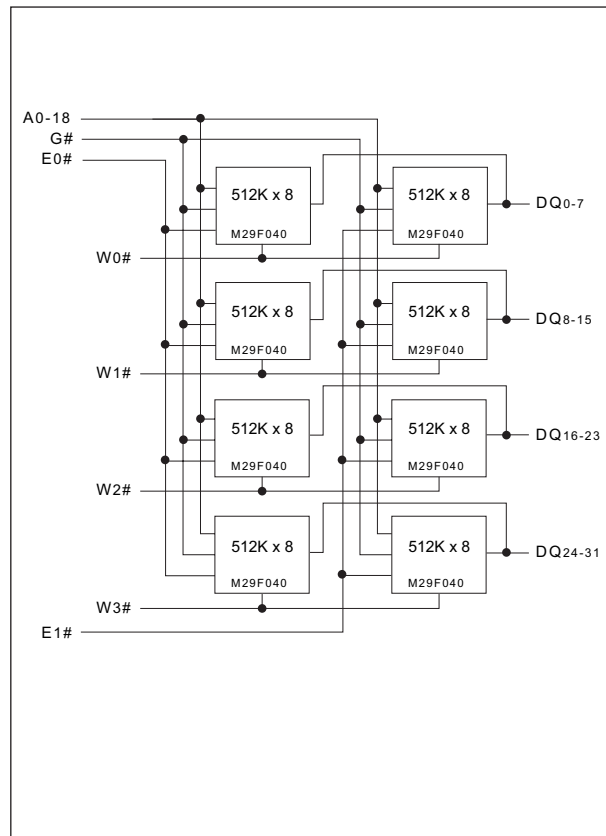 A0-18
G#
E0#
512K x 8
M29F040
512K x 8
M29F040
DQ0-7
W0#
512K x 8
M29F040
512K x 8
M29F040
DQ8-15
W1#
512K x 8
M29F040
512K x 8
M29F040
DQ16-23
W2#
512K x 8
M29F040
512K x 8
M29F040
DQ24-31
W3#
E1#